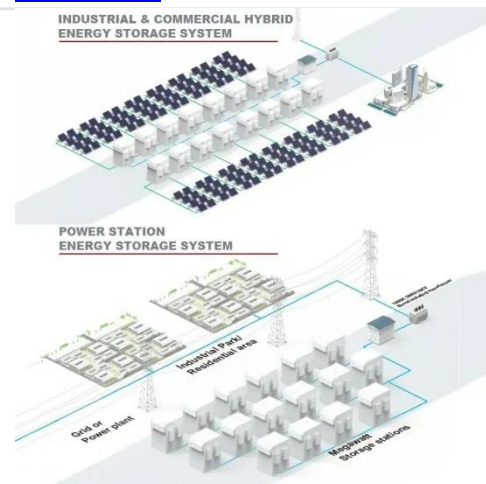 INDUSTRIAL & COMMERCIAL HYBRID
ENERGY STORAGE SYSTEM
POWER STATION
ENERGY STORAGE SYSTEM
Industrial Park/
Residential area
Grid or
Power plant
Megawatt
Storage stations